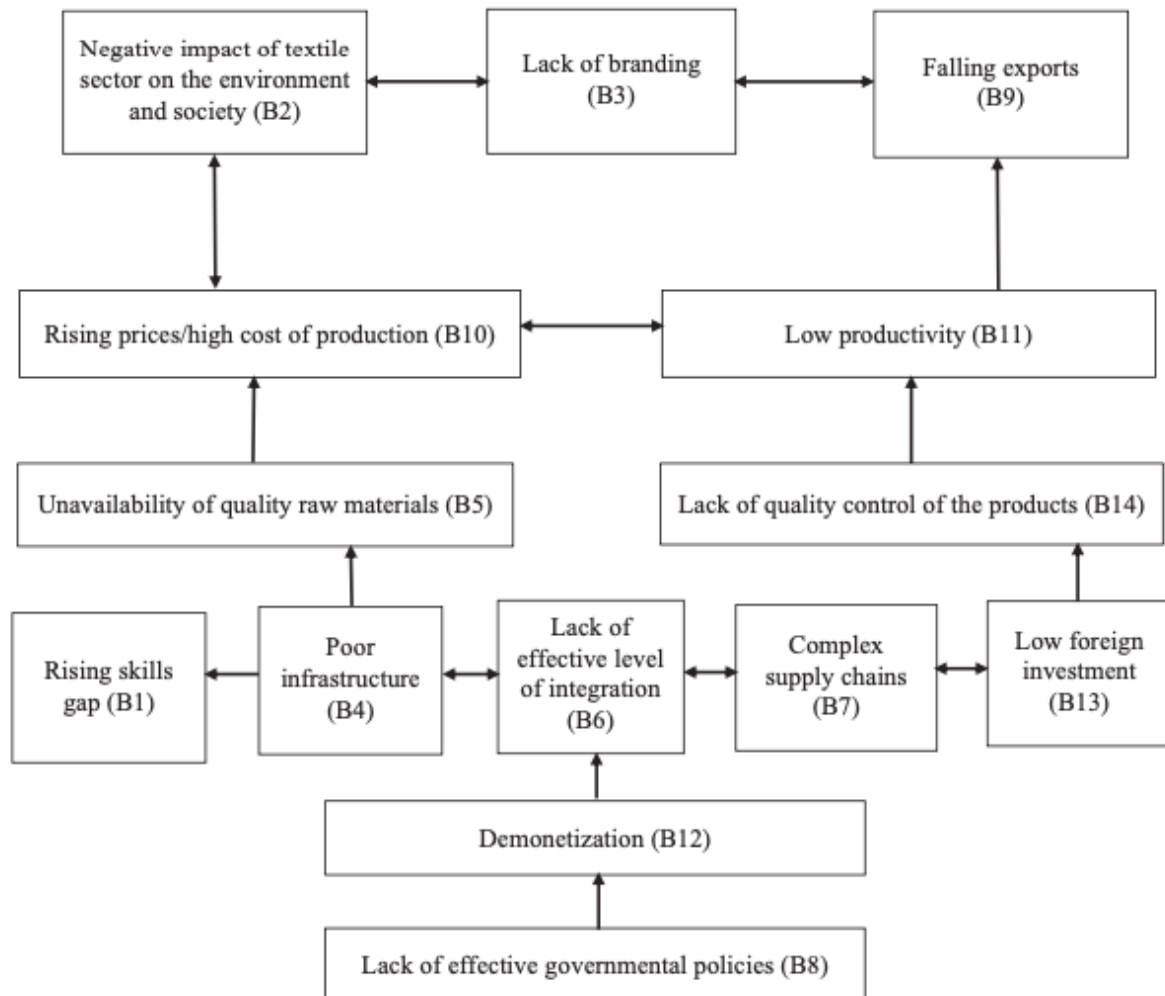 Negative impact of textile
sector on the environment
and society (B2)
Lack of branding
(B3)
Falling exports
(B9)
Rising prices/high cost of production (B10)
Low productivity (B11)
Unavailability of quality raw materials (B5)
Lack of quality control of the products (B14)
Rising skills
gap (B1)
Poor
infrastructure
(B4)
Lack of
effective level
of integration
(B6)
Complex
supply chains
(B7)
Low foreign
investment
(B13)
Demonetization (B12)
Lack of effective governmental policies (B8)